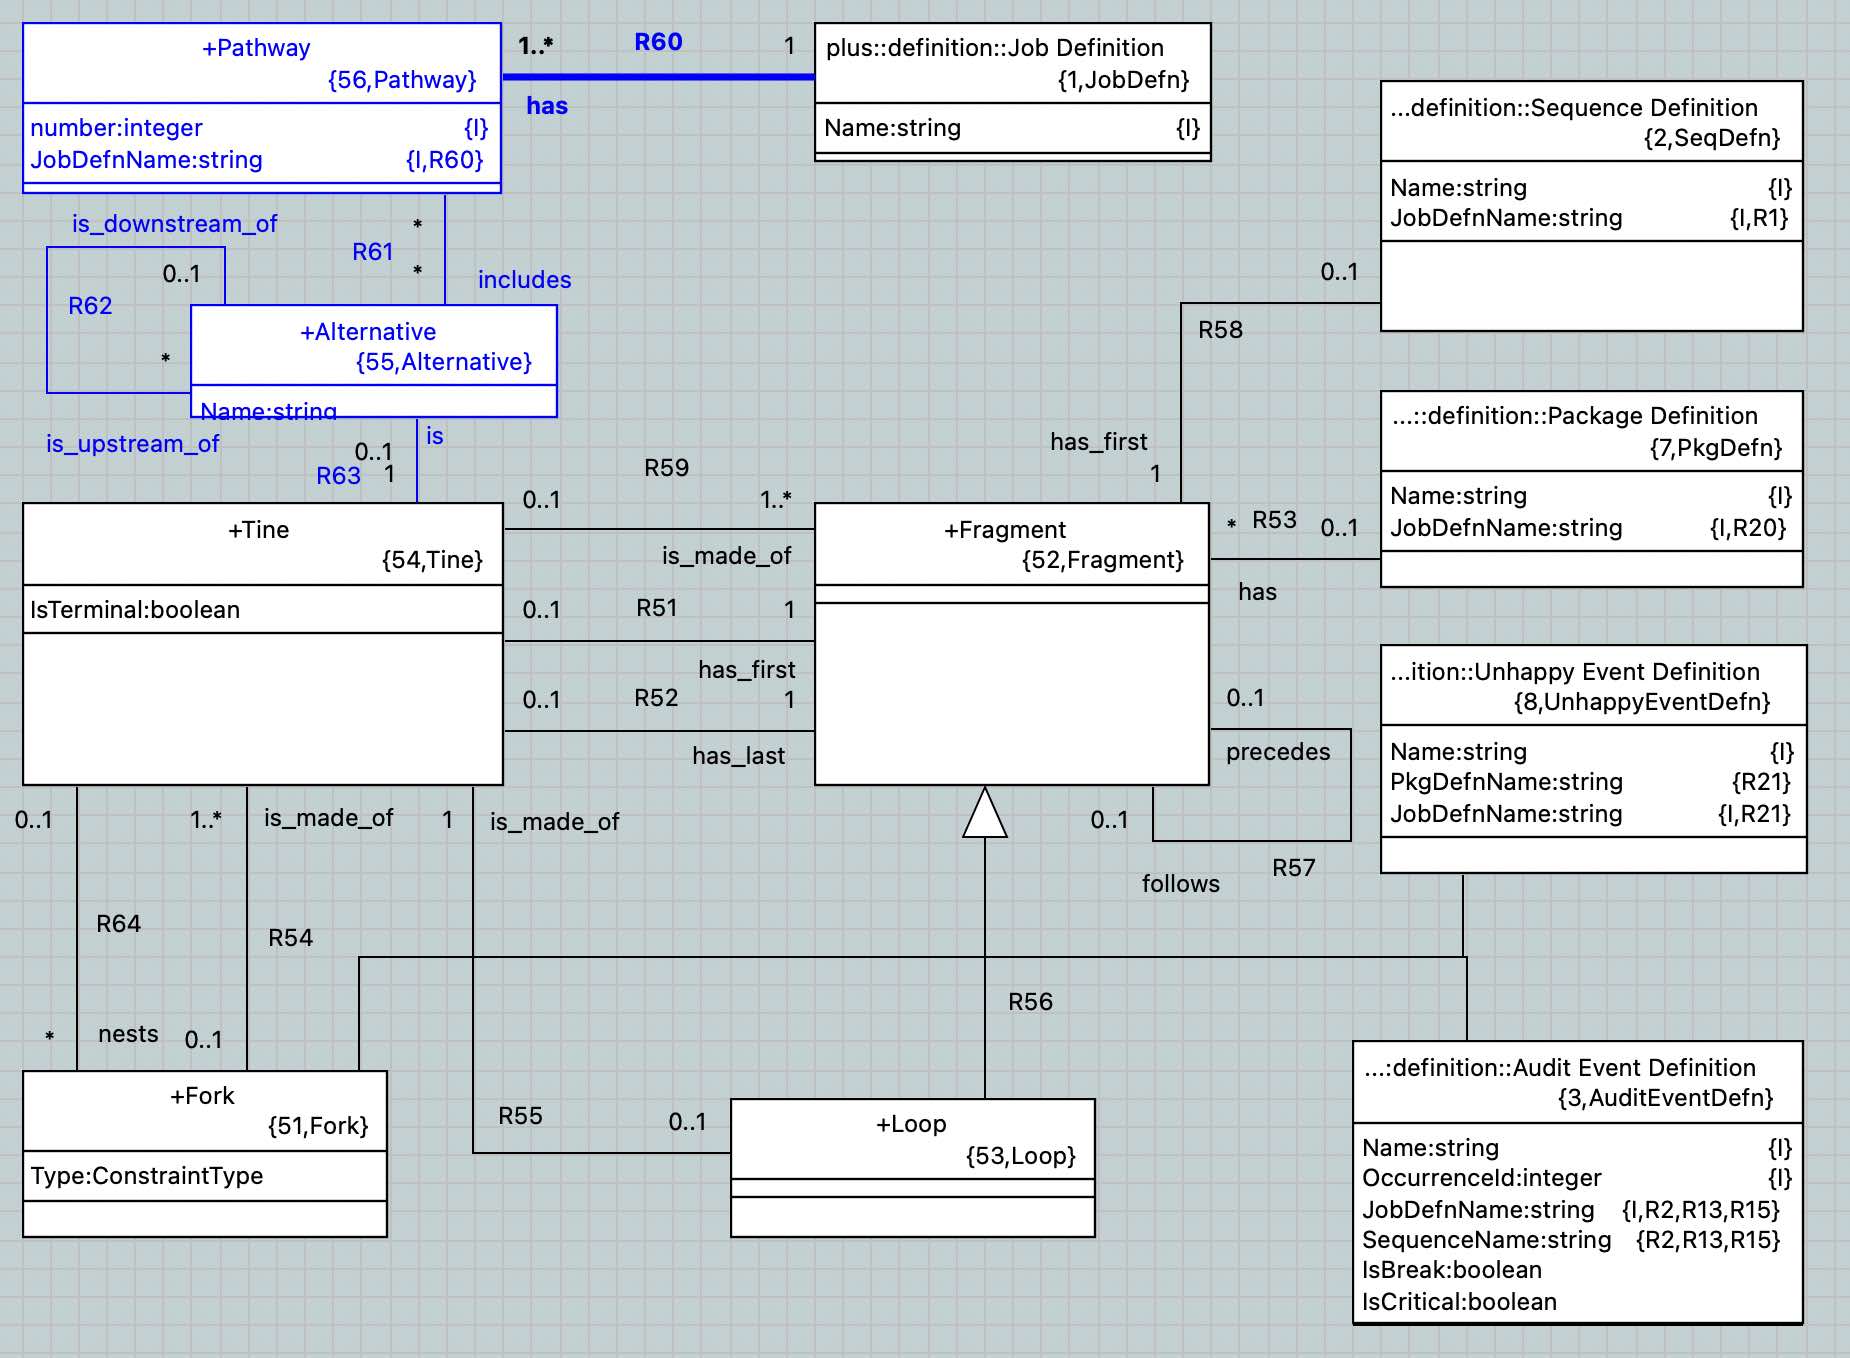 +Pathway
{56,Pathway}
number:integer {I}
JobDefnName:string {I,R60}
1..* R60 1
has
plus::definition::Job Definition
{1,JobDefn}
Name:string {I}
...definition::Sequence Definition
{2,SeqDefn}
Name:string {I}
JobDefnName:string {I,R1}
is_downstream_of
*
R61
*
includes
0..1
R62
*
is_upstream_of
+Alternative
{55,Alternative}
Name:string
0..1
is
R63 1
0..1
R58
has_first
1
...::definition::Package Definition
{7,PkgDefn}
Name:string {I}
JobDefnName:string {I,R20}
+Tine
{54,Tine}
IsTerminal:boolean
R59
0..1 1..*
is_made_of
0..1 R51 1
has_first
0..1 R52 1
has_last
+Fragment
{52,Fragment}
* R53 0..1
has
0..1
precedes
0..1
follows
R57
...ition::Unhappy Event Definition
{8,UnhappyEventDefn}
Name:string {I}
PkgDefnName:string {R21}
JobDefnName:string {I,R21}
0..1
1..* is_made_of
1 is_made_of
R64
R54
R56
* nests 0..1
+Fork
{51,Fork}
Type:ConstraintType
R55 0..1
+Loop
{53,Loop}
...:definition::Audit Event Definition
{3,AuditEventDefn}
Name:string {I}
OccurrenceId:integer {I}
JobDefnName:string {I,R2,R13,R15}
SequenceName:string {R2,R13,R15}
IsBreak:boolean
IsCritical:boolean